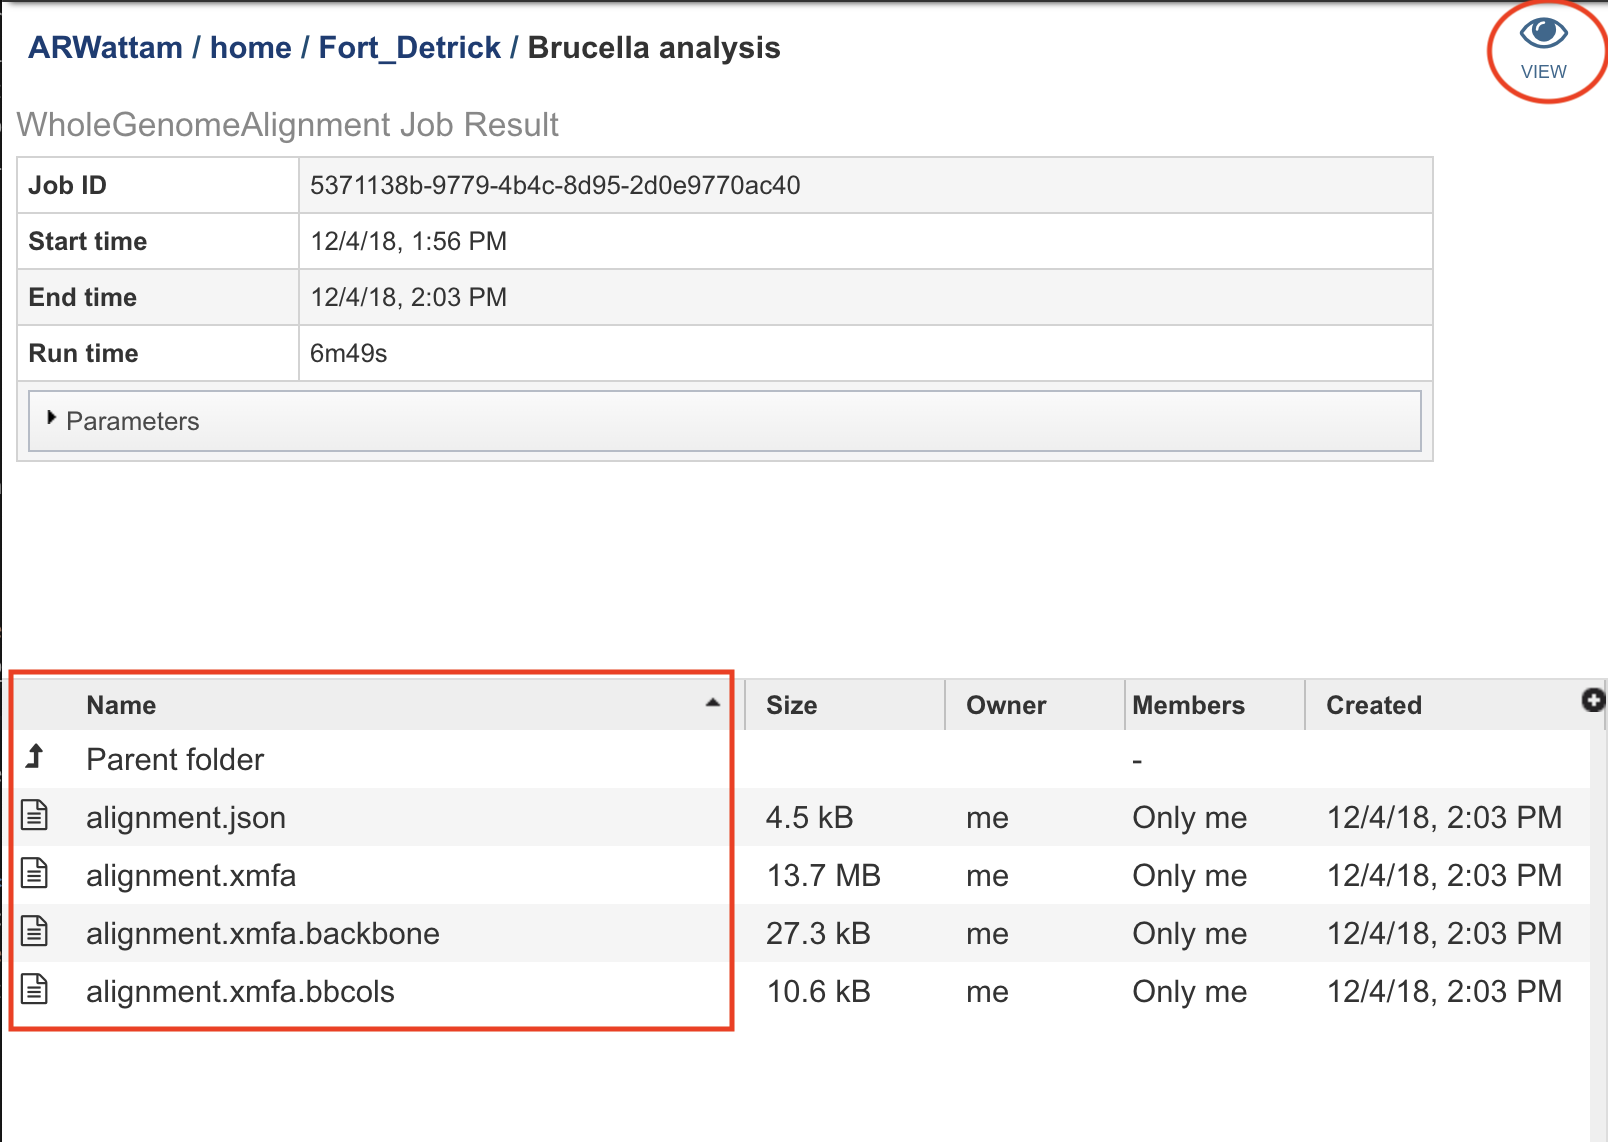 ARWattam / home / Fort_Detrick / Brucella analysis
VIEW
WholeGenomeAlignment Job Result
Job ID 5371138b-9779-4b4c-8d95-2d0e9770ac40
Start time 12/4/18, 1:56 PM
End time 12/4/18, 2:03 PM
Run time 6m49s
Parameters
Name Size Owner Members Created
Parent folder -
alignment.json 4.5 kB me Only me 12/4/18, 2:03 PM
alignment.xmfa 13.7 MB me Only me 12/4/18, 2:03 PM
alignment.xmfa.backbone 27.3 kB me Only me 12/4/18, 2:03 PM
alignment.xmfa.bbcols 10.6 kB me Only me 12/4/18, 2:03 PM